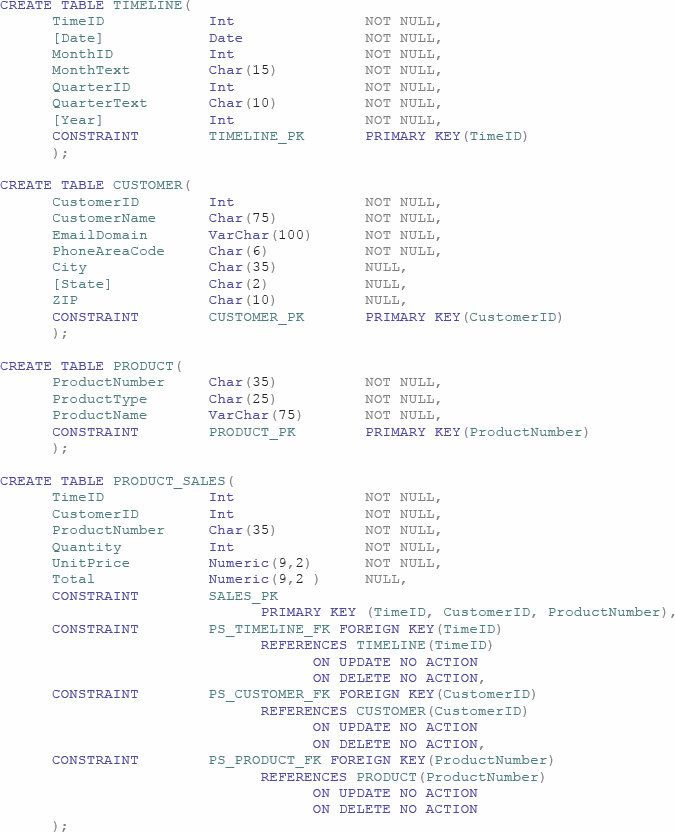 CREATE TABLE TIMELINE(
TimeID Int NOT NULL,
[Date] Date NOT NULL,
MonthID Int NOT NULL,
MonthText Char(15) NOT NULL,
QuarterID Int NOT NULL,
QuarterText Char(10) NOT NULL,
[Year] Int NOT NULL,
CONSTRAINT TIMELINE_PK PRIMARY KEY(TimeID)
);
CREATE TABLE CUSTOMER(
CustomerID Int NOT NULL,
CustomerName Char(75) NOT NULL,
EmailDomain VarChar(100) NOT NULL,
PhoneAreaCode Char(6) NOT NULL,
City Char(35) NULL,
[State] Char(2) NULL,
ZIP Char(10) NULL,
CONSTRAINT CUSTOMER_PK PRIMARY KEY(CustomerID)
);
CREATE TABLE PRODUCT(
ProductNumber Char(35) NOT NULL,
ProductType Char(25) NOT NULL,
ProductName VarChar(75) NOT NULL,
CONSTRAINT PRODUCT_PK PRIMARY KEY(ProductNumber)
);
CREATE TABLE PRODUCT_SALES(
TimeID Int NOT NULL,
CustomerID Int NOT NULL,
ProductNumber Char(35) NOT NULL,
Quantity Int NOT NULL,
UnitPrice Numeric(9,2) NOT NULL,
Total Numeric(9,2 ) NULL,
CONSTRAINT SALES_PK
PRIMARY KEY (TimeID, CustomerID, ProductNumber),
CONSTRAINT PS_TIMELINE_FK FOREIGN KEY(TimeID)
REFERENCES TIMELINE(TimeID)
ON UPDATE NO ACTION
ON DELETE NO ACTION,
CONSTRAINT PS_CUSTOMER_FK FOREIGN KEY(CustomerID)
REFERENCES CUSTOMER(CustomerID)
ON UPDATE NO ACTION
ON DELETE NO ACTION,
CONSTRAINT PS_PRODUCT_FK FOREIGN KEY(ProductNumber)
REFERENCES PRODUCT(ProductNumber)
ON UPDATE NO ACTION
ON DELETE NO ACTION
);